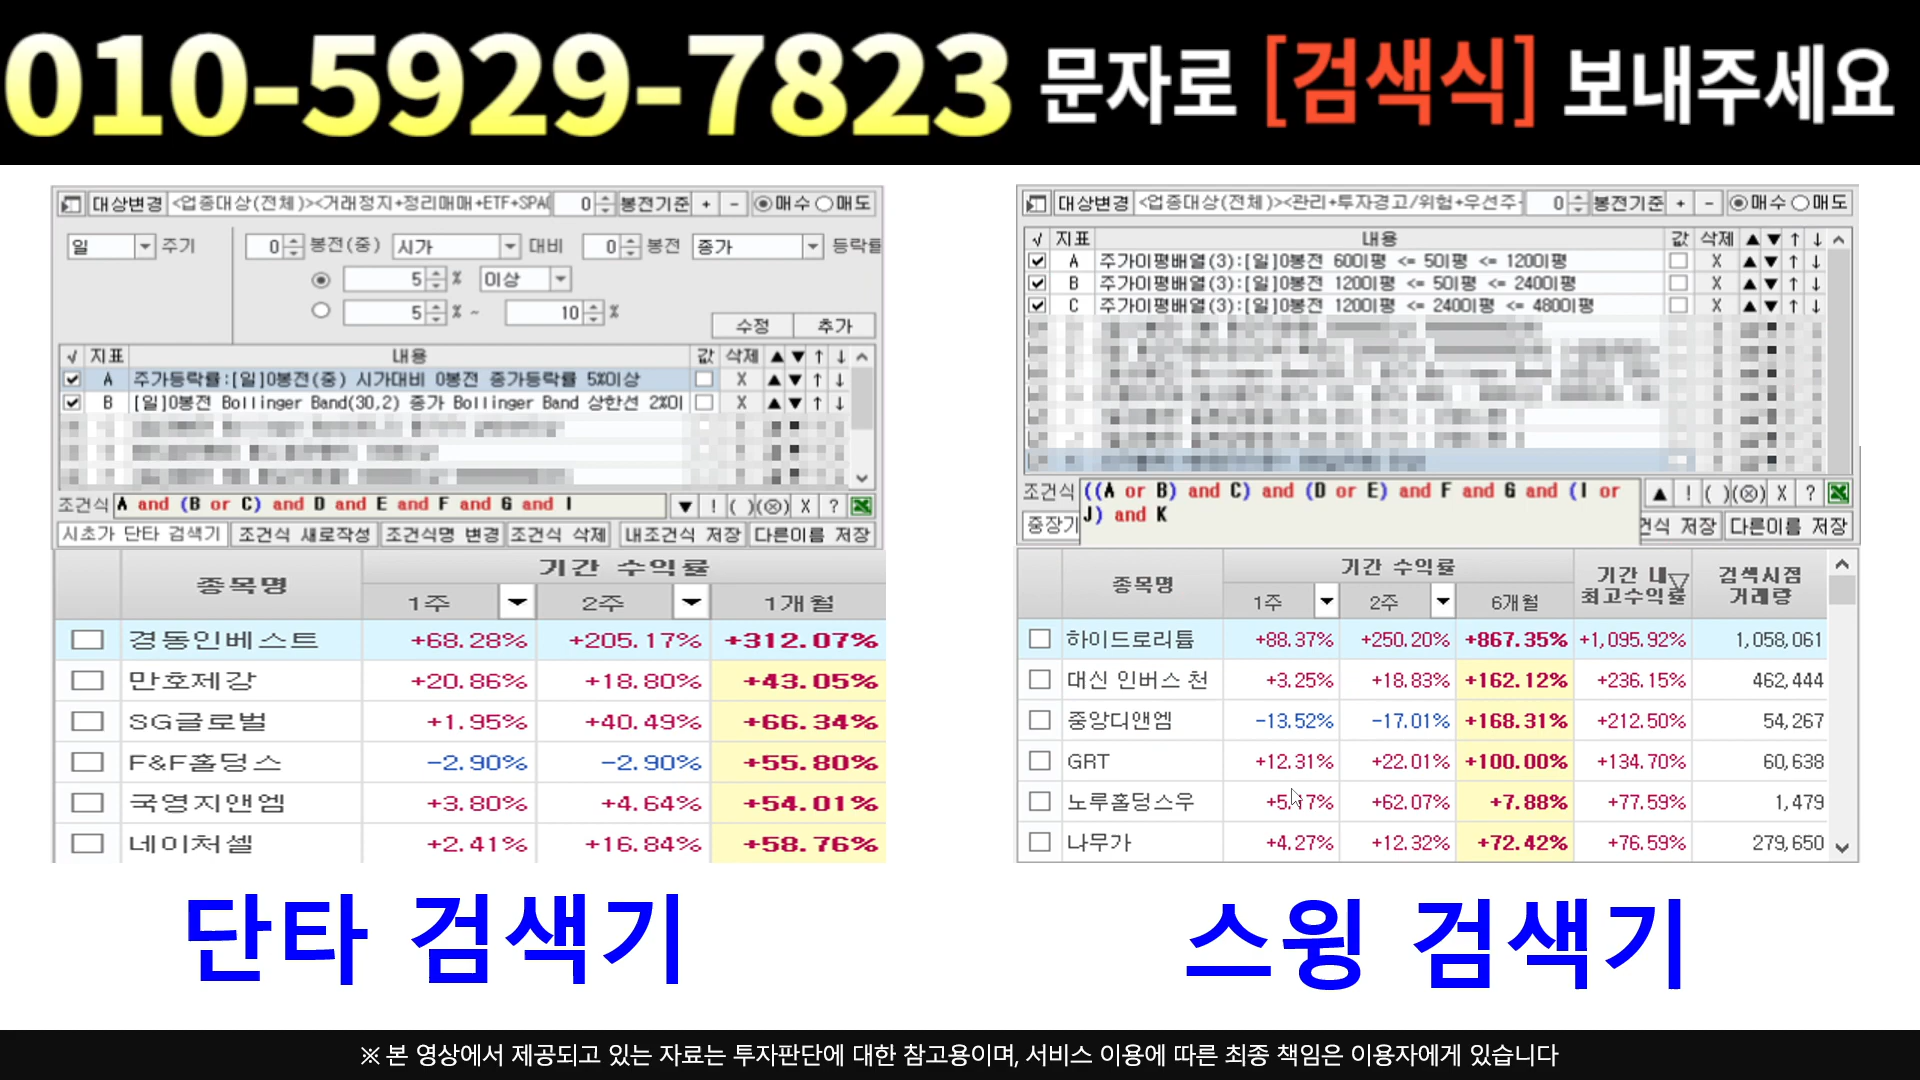 010-5929-7823 문자로 [검색식] 보내주세요
대상변경 <업종대상(전체)><거래정지+정리매매+ETF+SPAC 0 봉전기준 + - 매수 매도
일 주기 0 봉전(중) 시가 대비 0 봉전 종가 등락률
5 % 이상
5 % ~ 10 %
수정 추가
√ 지표 내용 값 삭제 ▲ ▼ ↑ ↓
A 주가등락률:[일]0봉전(중) 시가대비 0봉전 종가등락률 5%이상 X ▲ ▼ ↑ ↓
B [일]0봉전 Bollinger Band(30,2) 종가 Bollinger Band 상한선 2%이 X ▲ ▼ ↑ ↓
조건식 A and (B or C) and D and E and F and G and I ▼ ! ( ) (⊗) X ?
시초가 단타 검색기 조건식 새로작성 조건식명 변경 조건식 삭제 내조건식 저장 다른이름 저장
종목명 기간 수익률
1주 2주 1개월
경동인베스트 +68.28% +205.17% +312.07%
만호제강 +20.86% +18.80% +43.05%
SG글로벌 +1.95% +40.49% +66.34%
F&F홀딩스 -2.90% -2.90% +55.80%
국영지앤엠 +3.80% +4.64% +54.01%
네이처셀 +2.41% +16.84% +58.76%
단타 검색기
대상변경 <업종대상(전체)><관리+투자경고/위험+우선주+ 0 봉전기준 + - 매수 매도
√ 지표 내용 값 삭제 ▲ ▼ ↑ ↓
A 주가이평배열(3):[일]0봉전 60이평 <= 5이평 <= 120이평 X ▲ ▼ ↑ ↓
B 주가이평배열(3):[일]0봉전 120이평 <= 5이평 <= 240이평 X ▲ ▼ ↑ ↓
C 주가이평배열(3):[일]0봉전 120이평 <= 240이평 <= 480이평 X ▲ ▼ ↑ ↓
조건식 ((A or B) and C) and (D or E) and F and G and (I or ▲ ! ( ) (⊗) X ?
중장기 J) and K 건식 저장 다른이름 저장
종목명 기간 수익률 기간 내 최고수익률 검색시점 거래량
1주 2주 6개월
하이드로리튬 +88.37% +250.20% +867.35% +1,095.92% 1,058,061
대신 인버스 천 +3.25% +18.83% +162.12% +236.15% 462,444
중앙디앤엠 -13.52% -17.01% +168.31% +212.50% 54,267
GRT +12.31% +22.01% +100.00% +134.70% 60,638
노루홀딩스우 +5.17% +62.07% +7.88% +77.59% 1,479
나무가 +4.27% +12.32% +72.42% +76.59% 279,650
스윙 검색기
※ 본 영상에서 제공되고 있는 자료는 투자판단에 대한 참고용이며, 서비스 이용에 따른 최종 책임은 이용자에게 있습니다